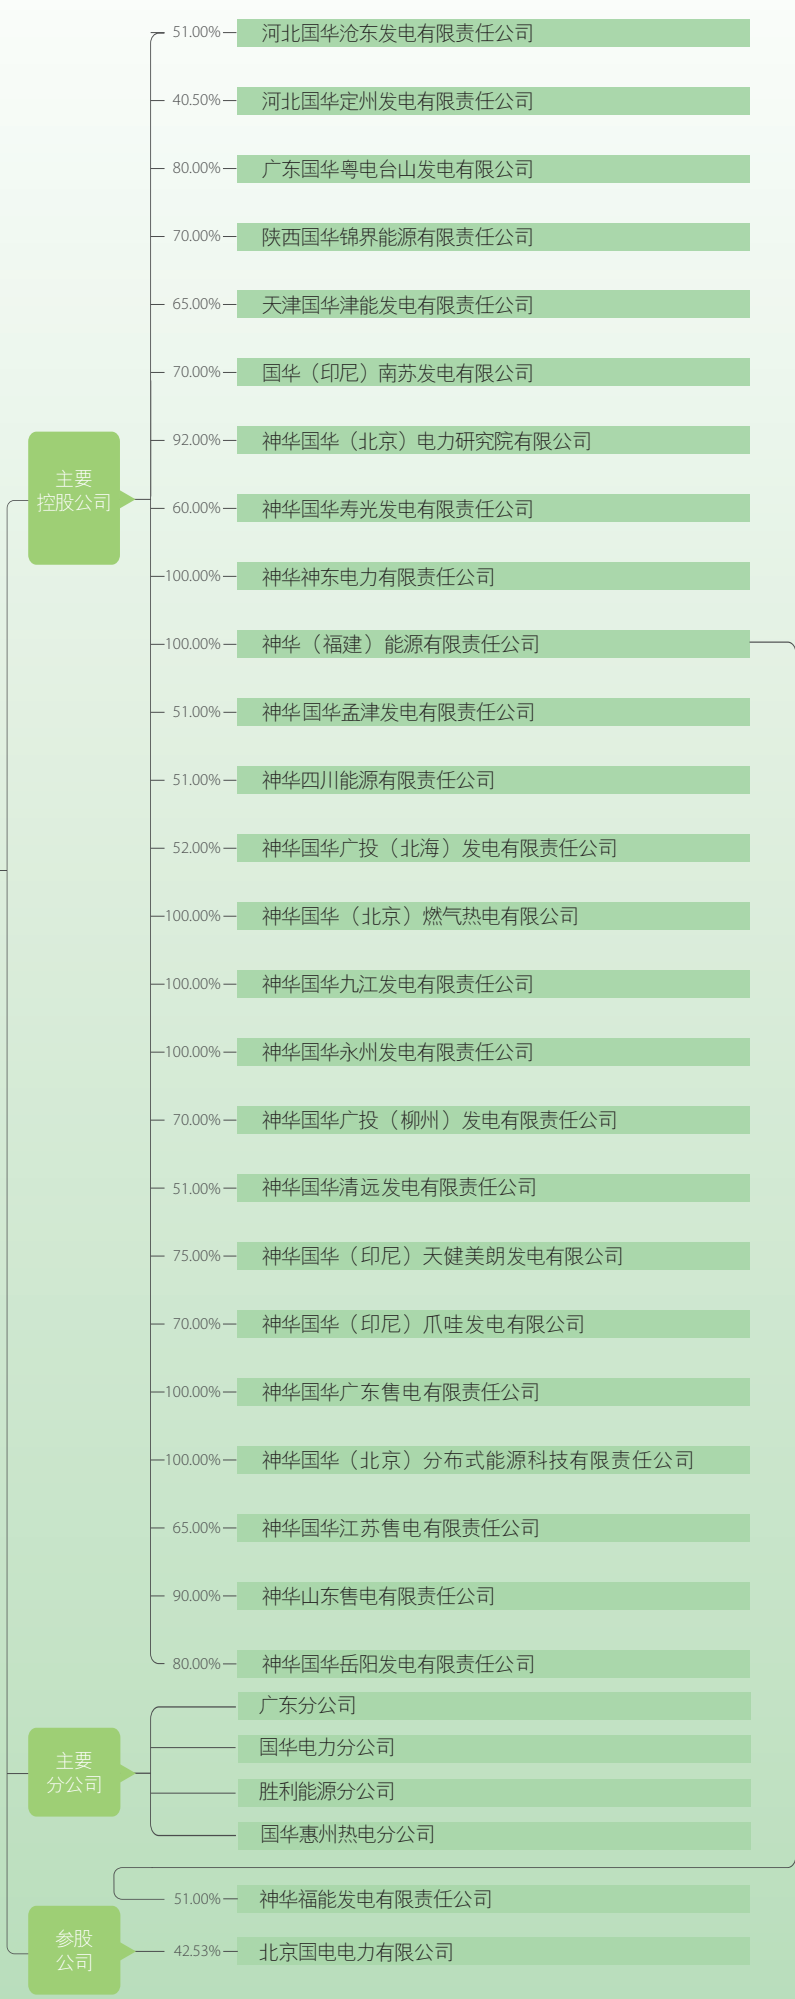 51.00% 河北国华沧东发电有限责任公司
40.50% 河北国华定州发电有限责任公司
80.00% 广东国华粤电台山发电有限公司
70.00% 陕西国华锦界能源有限责任公司
65.00% 天津国华津能发电有限责任公司
70.00% 国华（印尼）南苏发电有限公司
92.00% 神华国华（北京）电力研究院有限公司
主要
控股公司
60.00% 神华国华寿光发电有限责任公司
100.00% 神华神东电力有限责任公司
100.00% 神华（福建）能源有限责任公司
51.00% 神华国华孟津发电有限责任公司
51.00% 神华四川能源有限责任公司
52.00% 神华国华广投（北海）发电有限责任公司
100.00% 神华国华（北京）燃气热电有限公司
100.00% 神华国华九江发电有限责任公司
100.00% 神华国华永州发电有限责任公司
70.00% 神华国华广投（柳州）发电有限责任公司
51.00% 神华国华清远发电有限责任公司
75.00% 神华国华（印尼）天健美朗发电有限公司
70.00% 神华国华（印尼）爪哇发电有限公司
100.00% 神华国华广东售电有限责任公司
100.00% 神华国华（北京）分布式能源科技有限责任公司
65.00% 神华国华江苏售电有限责任公司
90.00% 神华山东售电有限责任公司
80.00% 神华国华岳阳发电有限责任公司
主要
分公司
广东分公司
国华电力分公司
胜利能源分公司
国华惠州热电分公司
51.00% 神华福能发电有限责任公司
参股
公司
42.53% 北京国电电力有限公司